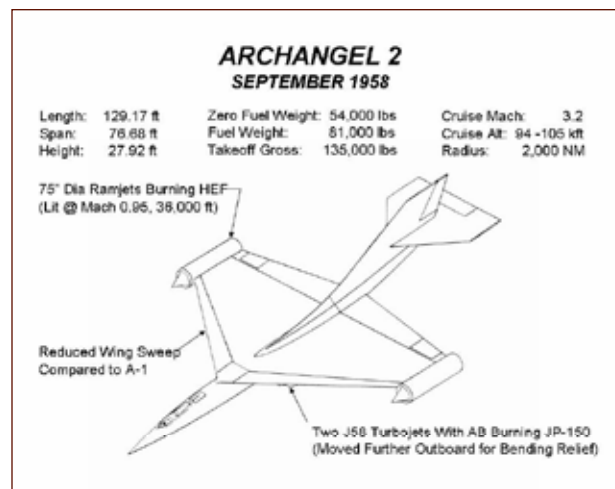 ARCHANGEL 2
SEPTEMBER 1958
Length: 129.17 ft Zero Fuel Weight: 54,000 lbs Cruise Mach: 3.2
Span: 76.68 ft Fuel Weight: 81,000 lbs Cruise Alt: 94 -105 kft
Height: 27.92 ft Takeoff Gross: 135,000 lbs Radius: 2,000 NM
75" Dia Ramjets Burning HEF
(Lit @ Mach 0.95, 36,000 ft)
Reduced Wing Sweep
Compared to A-1
Two J58 Turbojets With AB Burning JP-150
(Moved Further Outboard for Bending Relief)